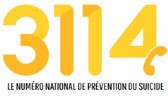 3114
LE NUMÉRO NATIONAL DE PRÉVENTION DU SUICIDE